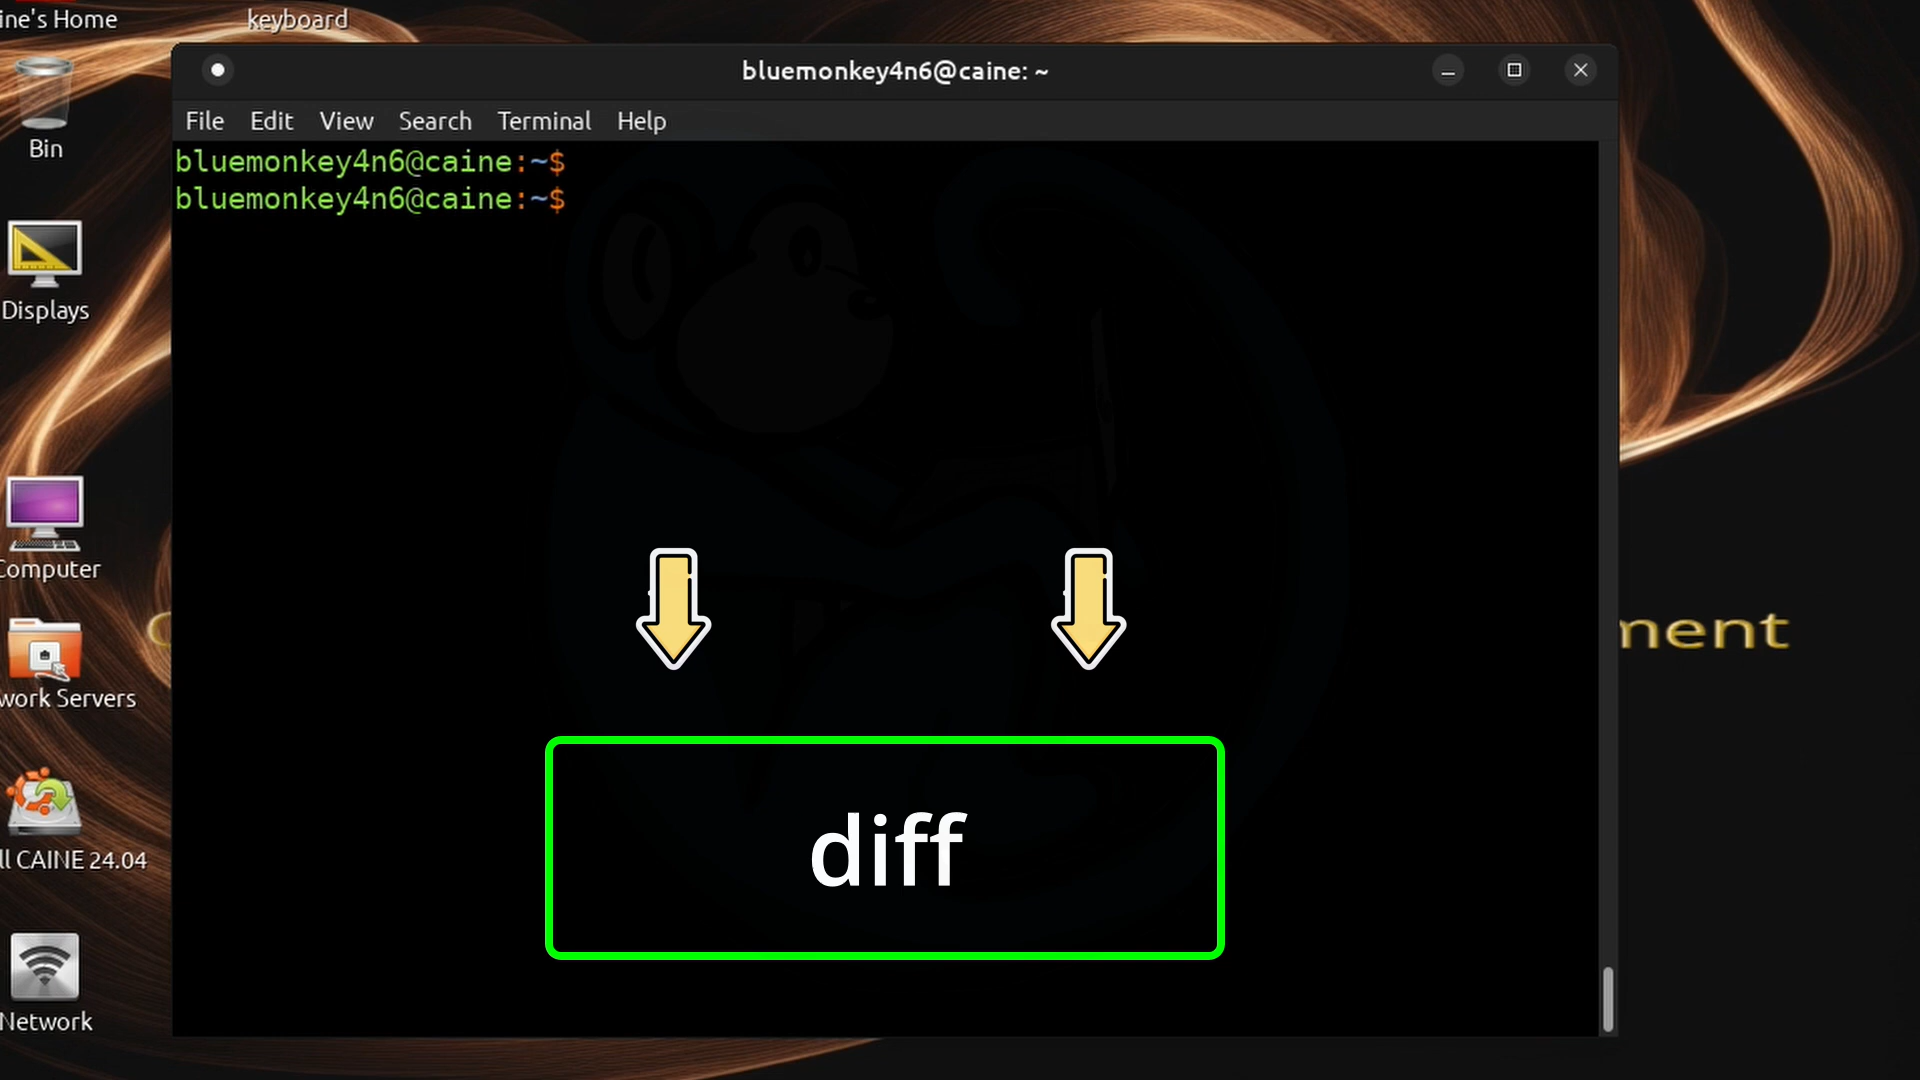 ine's Home
keyboard
bluemonkey4n6@caine: ~
File Edit View Search Terminal Help
bluemonkey4n6@caine:~$
bluemonkey4n6@caine:~$
Bin
Displays
Computer
work Servers
ll CAINE 24.04
Network
ment
diff